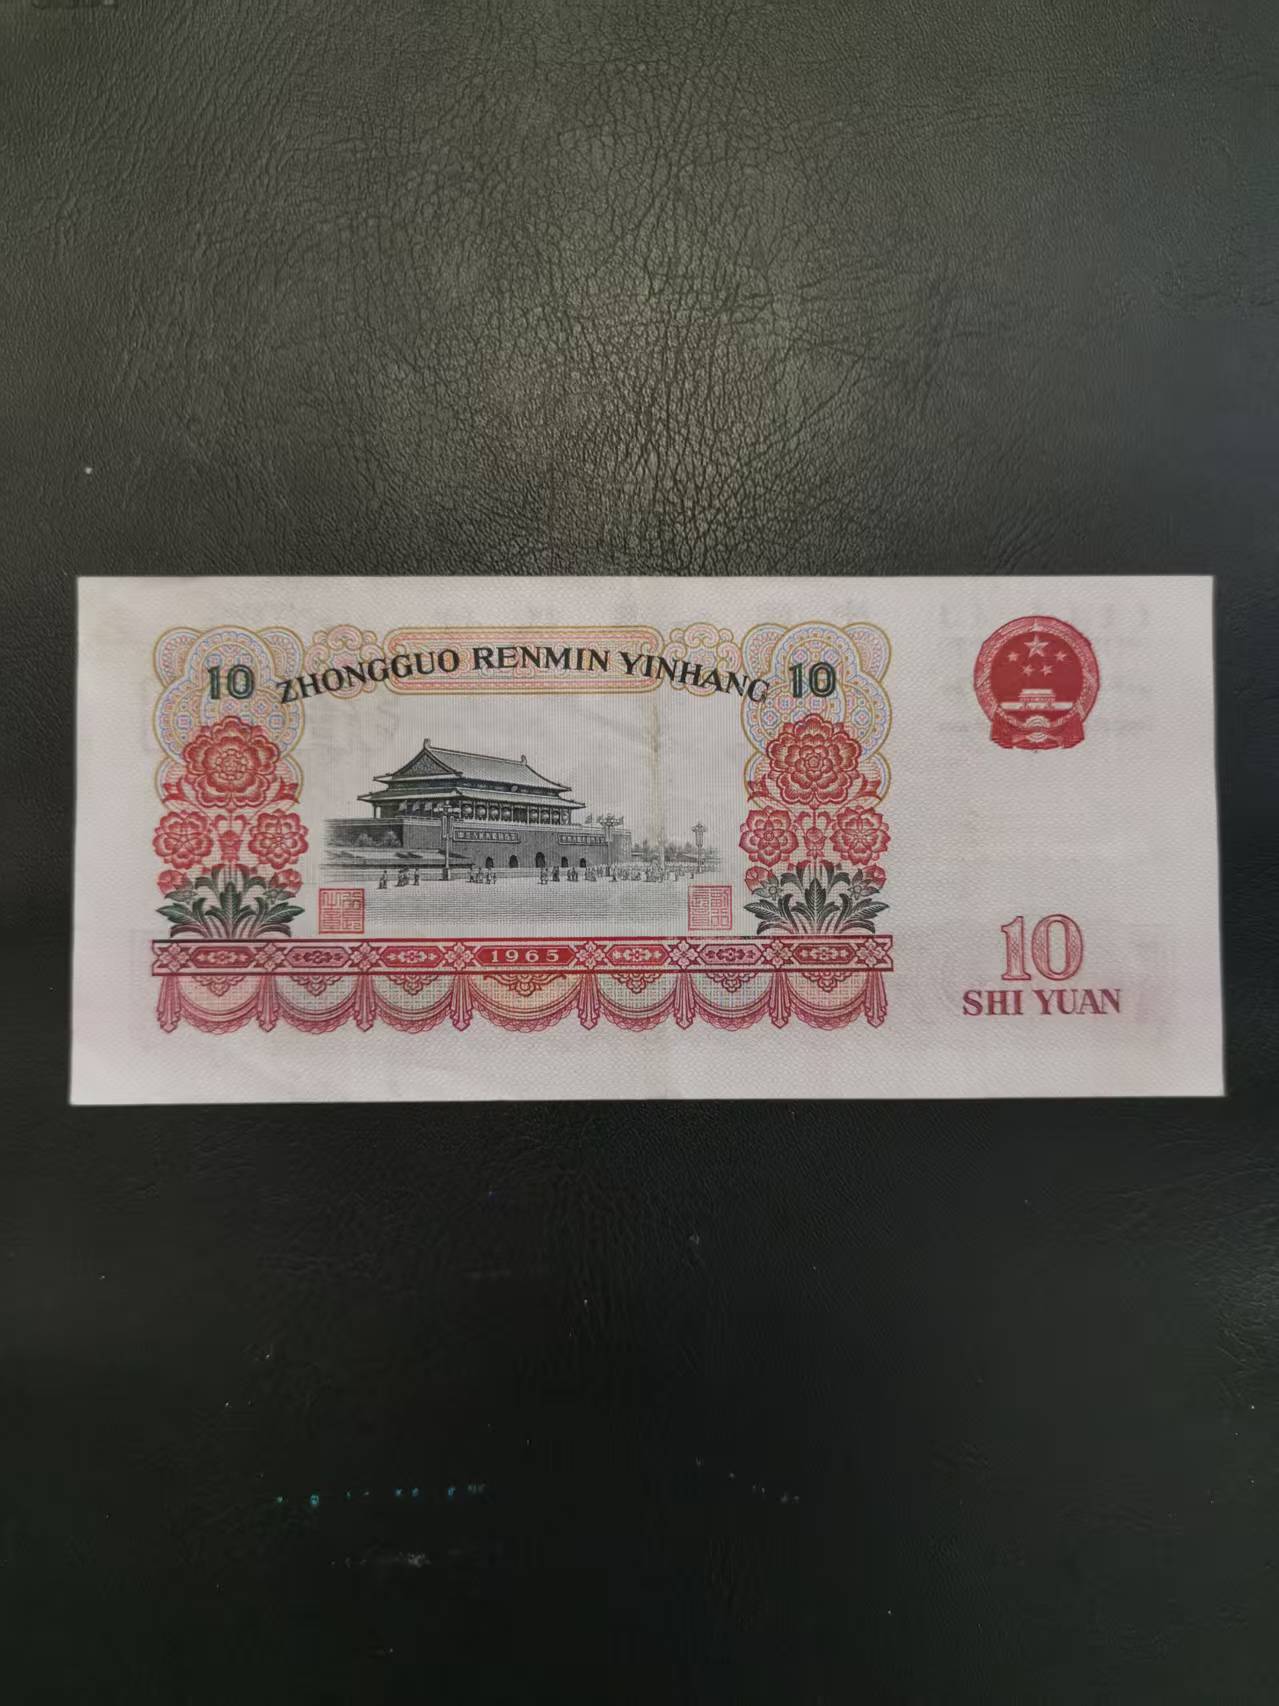 10 ZHONGGUO RENMIN YINHANG 10
1965
10
SHI YUAN